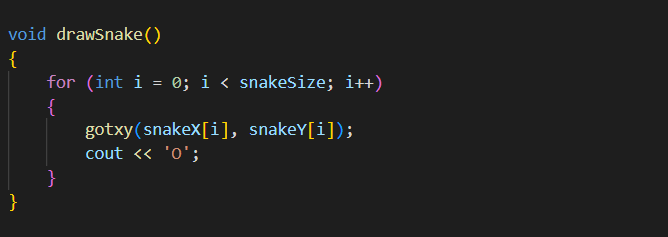 void drawSnake()
{
    for (int i = 0; i < snakeSize; i++)
    {
        gotxy(snakeX[i], snakeY[i]);
        cout << 'O';
    }
}